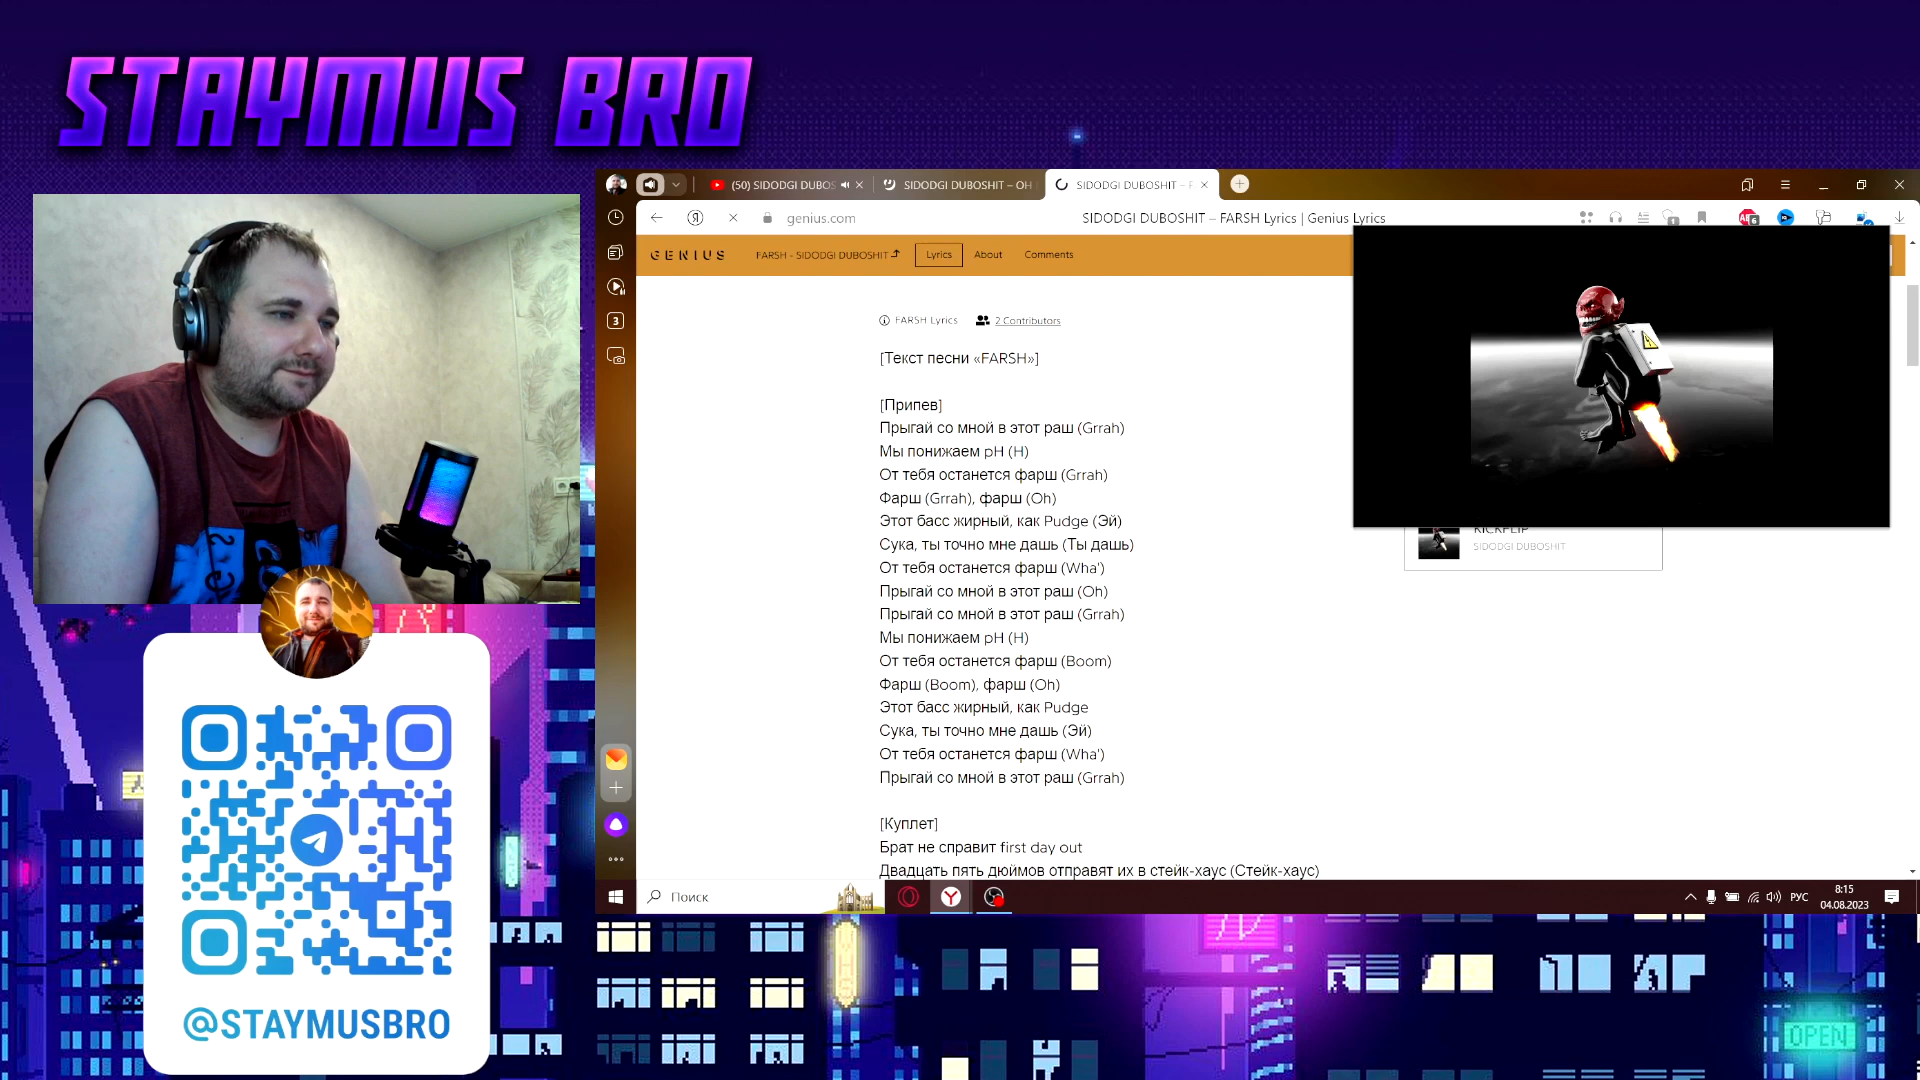 STAYMUS BRO
(50) SIDODGI DUBOS
SIDODGI DUBOSHIT – OH
SIDODGI DUBOSHIT – F
genius.com
SIDODGI DUBOSHIT – FARSH Lyrics | Genius Lyrics
GENIUS
FARSH - SIDODGI DUBOSHIT
Lyrics
About
Comments
FARSH Lyrics
2 Contributors
[Текст песни «FARSH»]
[Припев]
Прыгай со мной в этот раш (Grrah)
Мы понижаем pH (H)
От тебя останется фарш (Grrah)
Фарш (Grrah), фарш (Oh)
Этот басс жирный, как Pudge (Эй)
Сука, ты точно мне дашь (Ты дашь)
От тебя останется фарш (Wha')
Прыгай со мной в этот раш (Oh)
Прыгай со мной в этот раш (Grrah)
Мы понижаем pH (H)
От тебя останется фарш (Boom)
Фарш (Boom), фарш (Oh)
Этот басс жирный, как Pudge
Сука, ты точно мне дашь (Эй)
От тебя останется фарш (Wha')
Прыгай со мной в этот раш (Grrah)
[Куплет]
Брат не справит first day out
Двадцать пять дюймов отправят их в стейк-хаус (Стейк-хаус)
KICKFLIP
SIDODGI DUBOSHIT
3
Поиск
РУС
8:15
04.08.2023
@STAYMUSBRO
OPEN